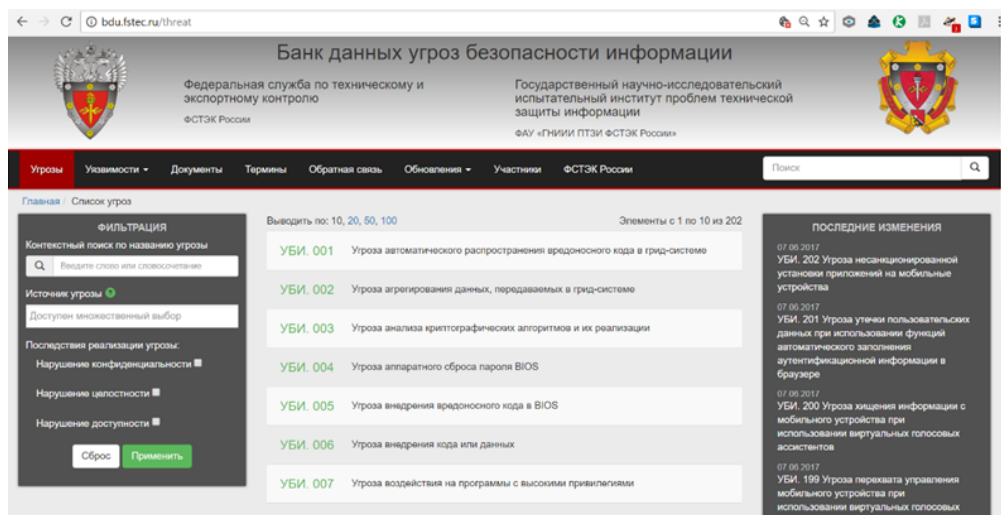 bdu.fstec.ru/threat
Банк данных угроз безопасности информации
Федеральная служба по техническому и
экспортному контролю
ФСТЭК России
Государственный научно-исследовательский
испытательный институт проблем технической
защиты информации
ФАУ «ГНИИИ ПТЗИ ФСТЭК России»
Угрозы Уязвимости Документы Термины Обратная связь Обновления Участники ФСТЭК России Поиск
Главная / Список угроз
ФИЛЬТРАЦИЯ
Контекстный поиск по названию угрозы
Введите слово или словосочетание
Источник угрозы
Доступен множественный выбор
Последствия реализации угрозы:
Нарушение конфиденциальности
Нарушение целостности
Нарушение доступности
Сброс Применить
Выводить по: 10, 20, 50, 100 Элементы с 1 по 10 из 202
УБИ. 001 Угроза автоматического распространения вредоносного кода в грид-системе
УБИ. 002 Угроза агрегирования данных, передаваемых в грид-системе
УБИ. 003 Угроза анализа криптографических алгоритмов и их реализации
УБИ. 004 Угроза аппаратного сброса пароля BIOS
УБИ. 005 Угроза внедрения вредоносного кода в BIOS
УБИ. 006 Угроза внедрения кода или данных
УБИ. 007 Угроза воздействия на программы с высокими привилегиями
ПОСЛЕДНИЕ ИЗМЕНЕНИЯ
07.06.2017
УБИ. 202 Угроза несанкционированной
установки приложений на мобильные
устройства
07.06.2017
УБИ. 201 Угроза утечки пользовательских
данных при использовании функций
автоматического заполнения
аутентификационной информации в
браузере
07.06.2017
УБИ. 200 Угроза хищения информации с
мобильного устройства при
использовании виртуальных голосовых
ассистентов
07.06.2017
УБИ. 199 Угроза перехвата управления
мобильного устройства при
использовании виртуальных голосовых